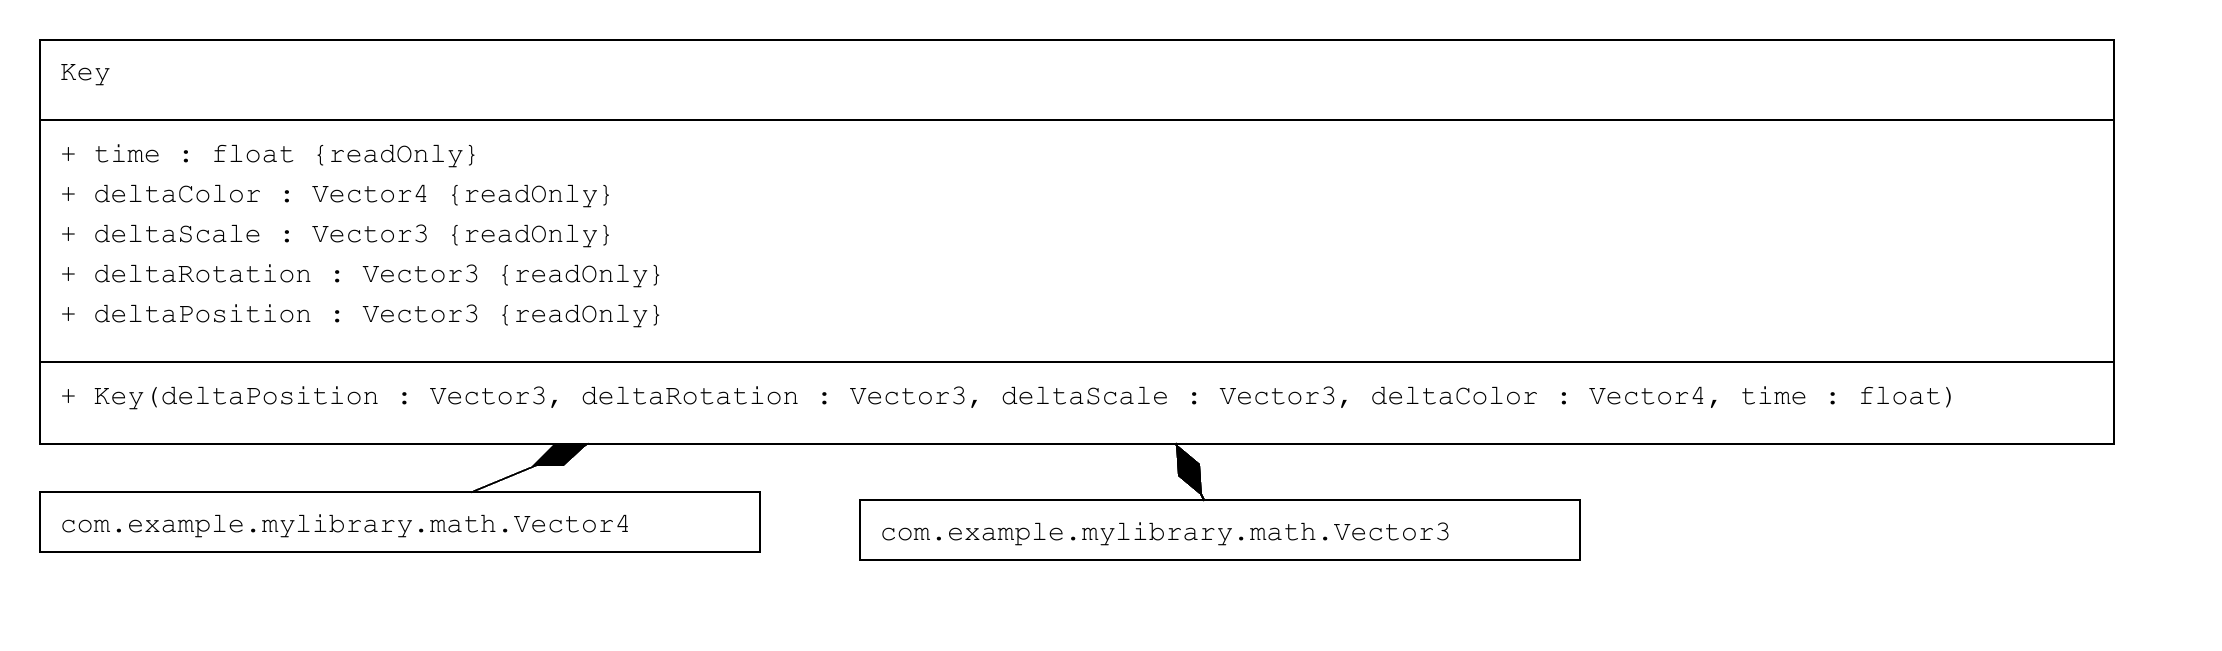 Key
+ time : float {readOnly}
+ deltaColor : Vector4 {readOnly}
+ deltaScale : Vector3 {readOnly}
+ deltaRotation : Vector3 {readOnly}
+ deltaPosition : Vector3 {readOnly}
+ Key(deltaPosition : Vector3, deltaRotation : Vector3, deltaScale : Vector3, deltaColor : Vector4, time : float)
com.example.mylibrary.math.Vector4
com.example.mylibrary.math.Vector3